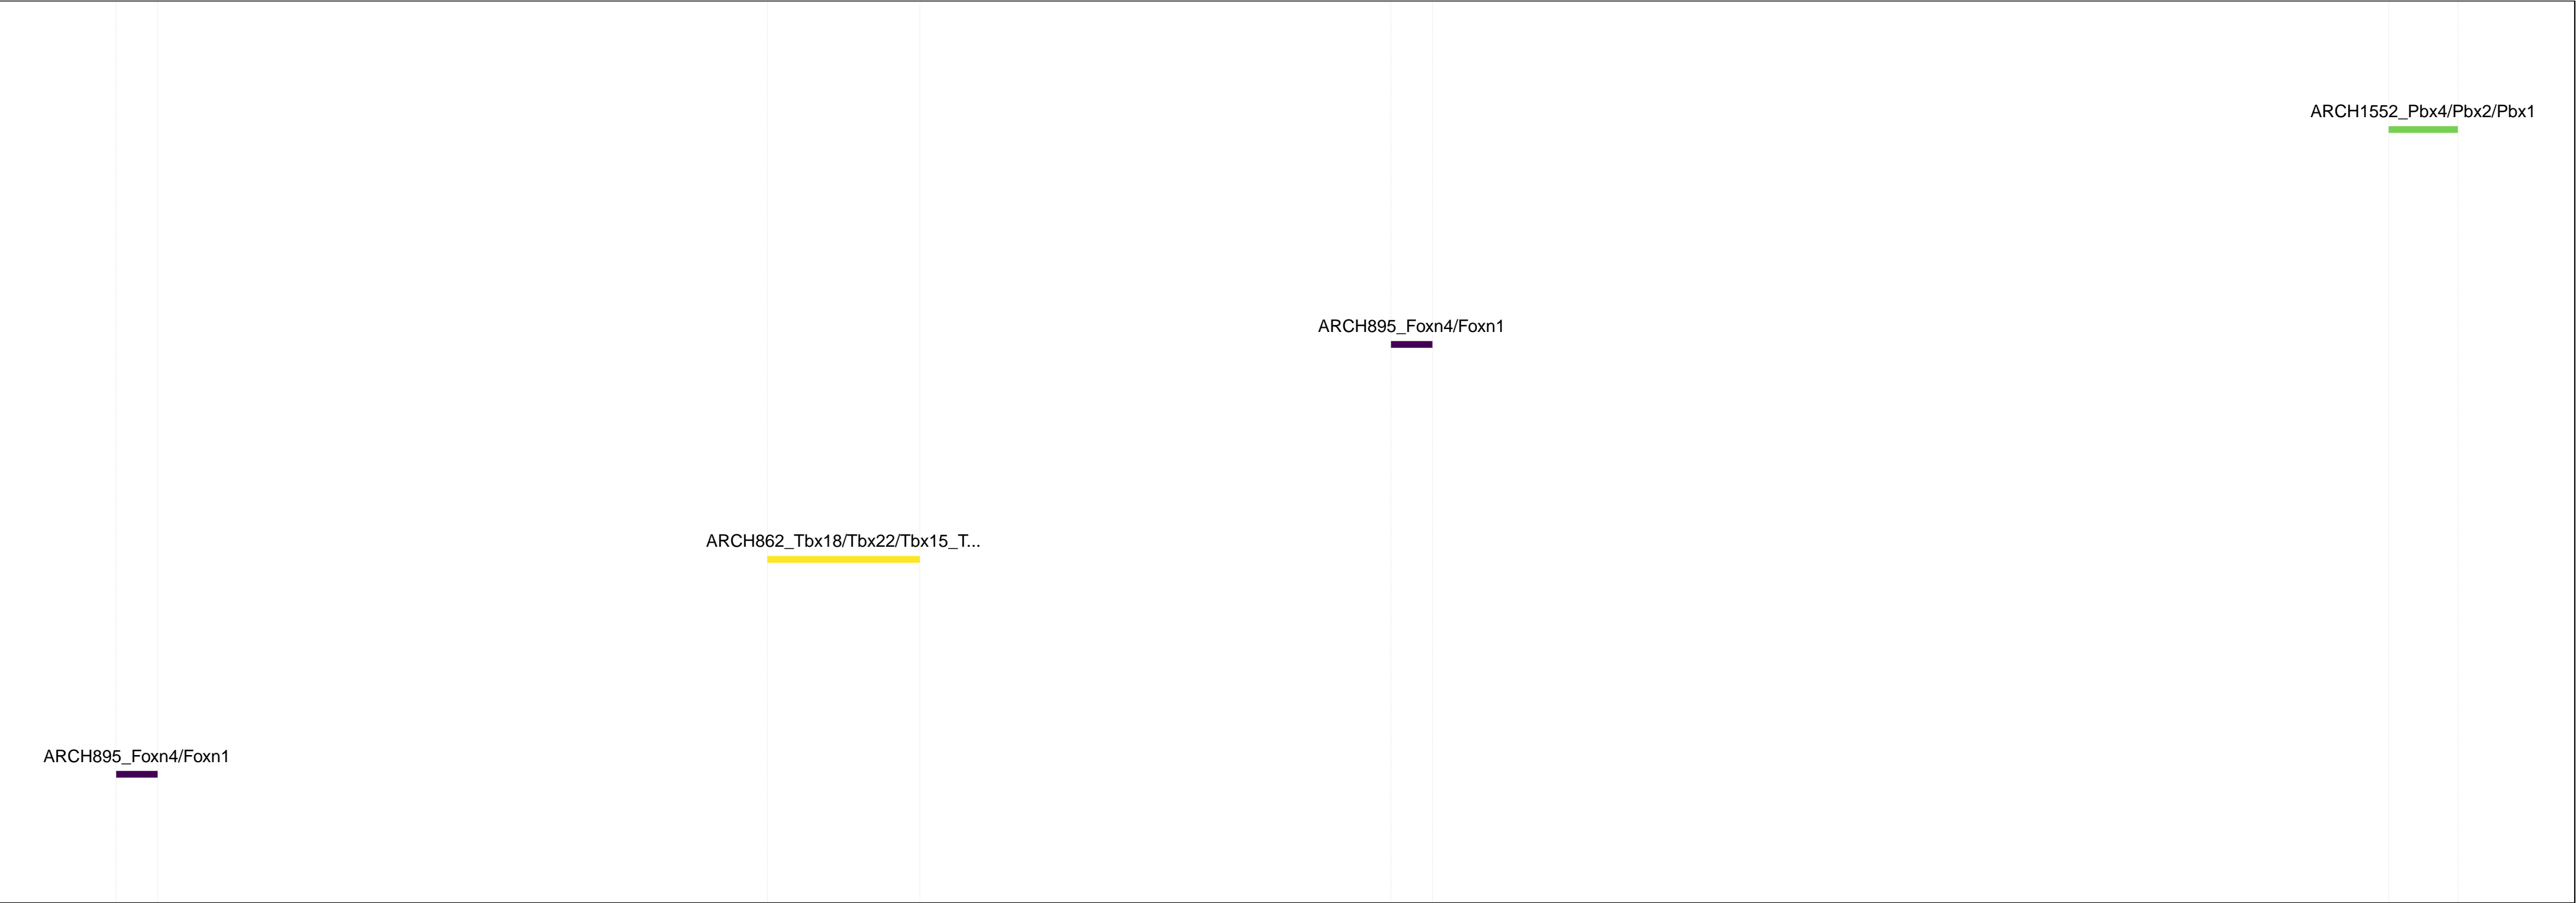 ARCH1552_Pbx4/Pbx2/Pbx1
ARCH895_Foxn4/Foxn1
ARCH862_Tbx18/Tbx22/Tbx15_T...
ARCH895_Foxn4/Foxn1